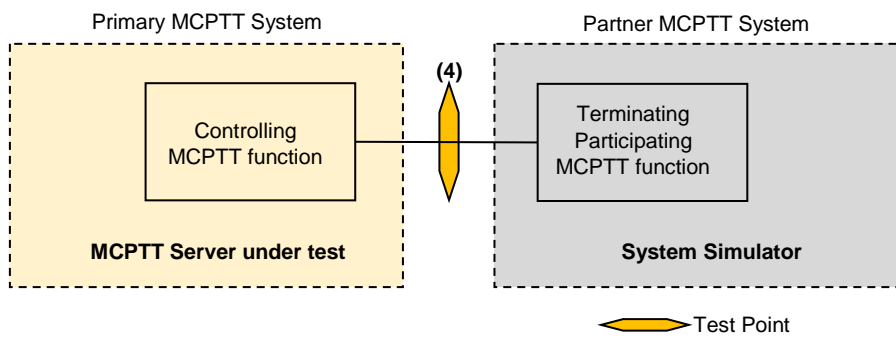 Primary MCPTT System
Partner MCPTT System
(4)
Controlling
MCPTT function
Terminating
Participating
MCPTT function
MCPTT Server under test
System Simulator
Test Point